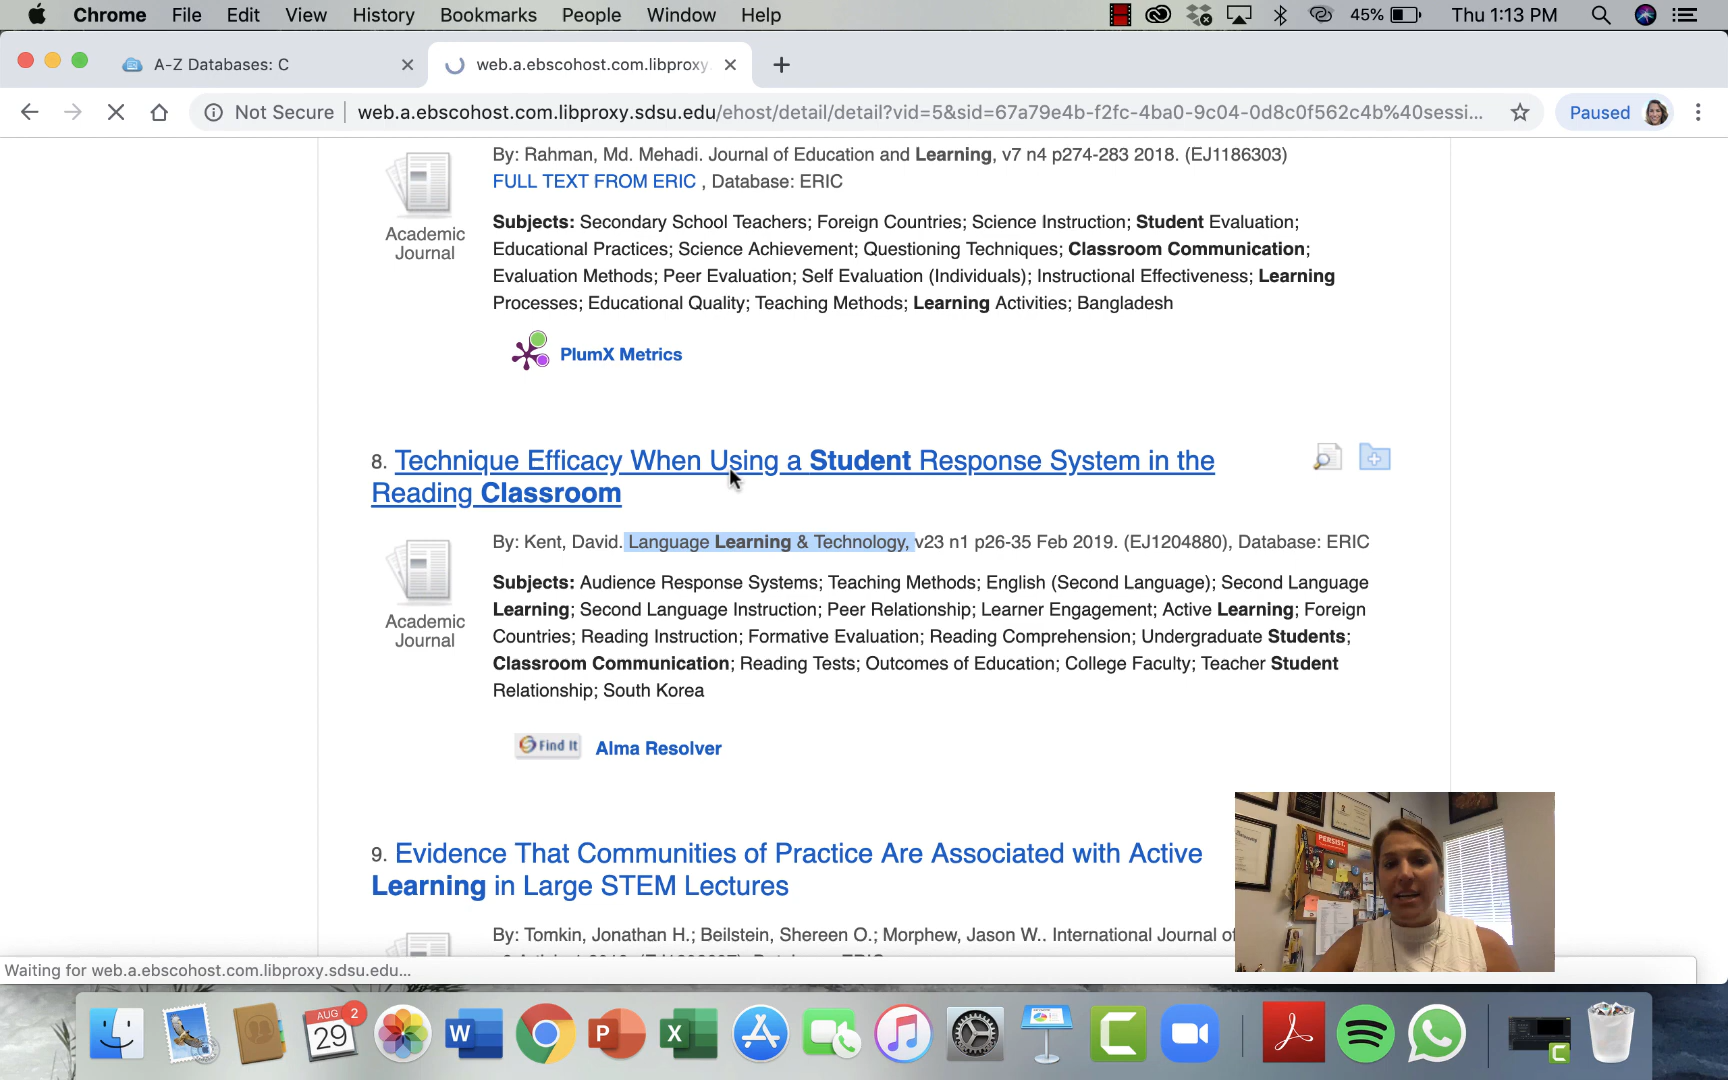 Chrome File Edit View History Bookmarks People Window Help 45% Thu 1:13 PM
A-Z Databases: C web.a.ebscohost.com.libproxy.
Not Secure web.a.ebscohost.com.libproxy.sdsu.edu/ehost/detail/detail?vid=5&sid=67a79e4b-f2fc-4ba0-9c04-0d8c0f562c4b%40sessi... Paused
By: Rahman, Md. Mehadi. Journal of Education and Learning, v7 n4 p274-283 2018. (EJ1186303)
FULL TEXT FROM ERIC , Database: ERIC
Academic
Journal
Subjects: Secondary School Teachers; Foreign Countries; Science Instruction; Student Evaluation;
Educational Practices; Science Achievement; Questioning Techniques; Classroom Communication;
Evaluation Methods; Peer Evaluation; Self Evaluation (Individuals); Instructional Effectiveness; Learning
Processes; Educational Quality; Teaching Methods; Learning Activities; Bangladesh
PlumX Metrics
8. Technique Efficacy When Using a Student Response System in the
Reading Classroom
By: Kent, David. Language Learning & Technology, v23 n1 p26-35 Feb 2019. (EJ1204880), Database: ERIC
Academic
Journal
Subjects: Audience Response Systems; Teaching Methods; English (Second Language); Second Language
Learning; Second Language Instruction; Peer Relationship; Learner Engagement; Active Learning; Foreign
Countries; Reading Instruction; Formative Evaluation; Reading Comprehension; Undergraduate Students;
Classroom Communication; Reading Tests; Outcomes of Education; College Faculty; Teacher Student
Relationship; South Korea
Find It Alma Resolver
9. Evidence That Communities of Practice Are Associated with Active
Learning in Large STEM Lectures
By: Tomkin, Jonathan H.; Beilstein, Shereen O.; Morphew, Jason W.. International Journal of
PERSIST.
Waiting for web.a.ebscohost.com.libproxy.sdsu.edu...
AUG 2
29
W P X C
C